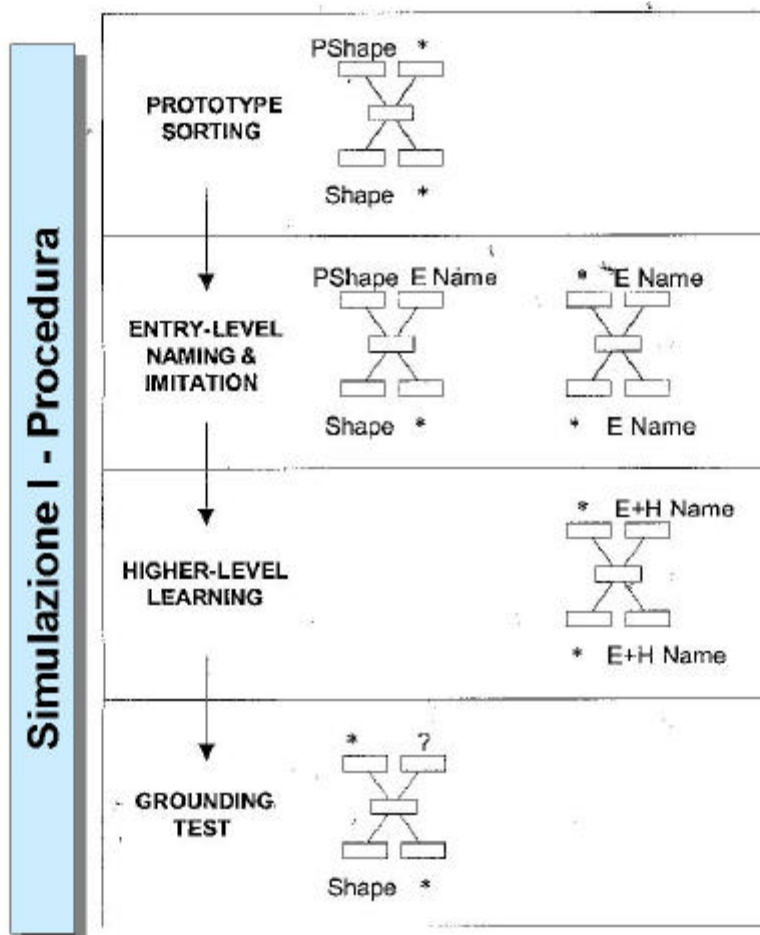 Simulazione I - Procedura
PROTOTYPE
SORTING
PShape *
Shape *
ENTRY-LEVEL
NAMING &
IMITATION
PShape E Name
Shape *
* E Name
* E Name
HIGHER-LEVEL
LEARNING
* E+H Name
* E+H Name
GROUNDING
TEST
* ?
Shape *